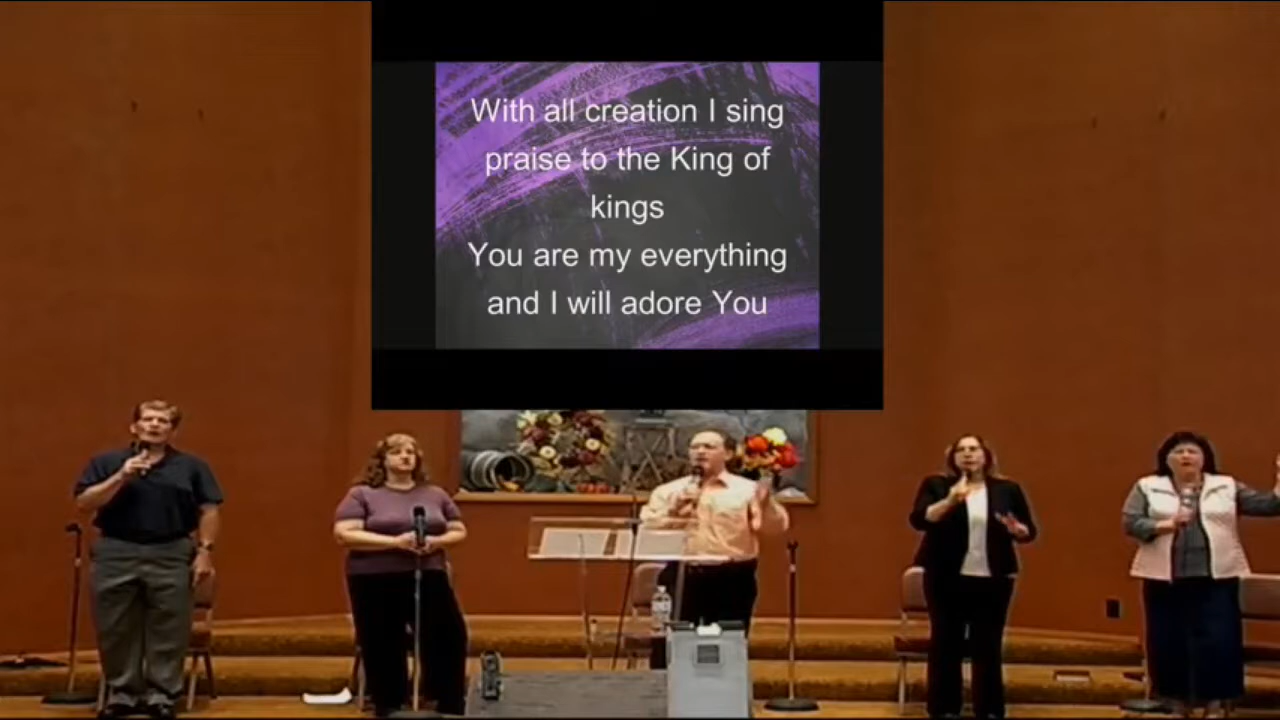 With all creation I sing
praise to the King of
kings
You are my everything
and I will adore You